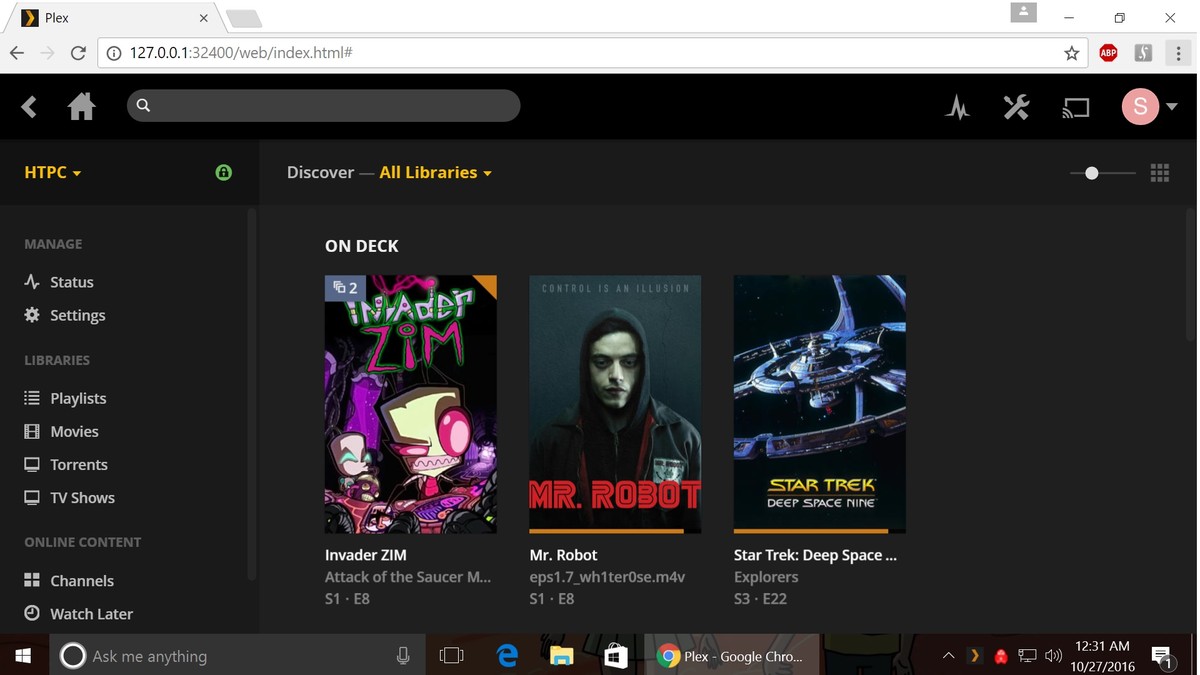 Plex
127.0.0.1:32400/web/index.html#
ABP
S
HTPC
Discover — All Libraries
MANAGE
Status
Settings
LIBRARIES
Playlists
Movies
Torrents
TV Shows
ONLINE CONTENT
Channels
Watch Later
ON DECK
2
INVADER
ZIM
CONTROL IS AN ILLUSION
MR. ROBOT
STAR TREK
DEEP SPACE NINE
Invader ZIM
Attack of the Saucer M...
S1 · E8
Mr. Robot
eps1.7_wh1ter0se.m4v
S1 · E8
Star Trek: Deep Space ...
Explorers
S3 · E22
Ask me anything
Plex - Google Chro...
12:31 AM
10/27/2016
1